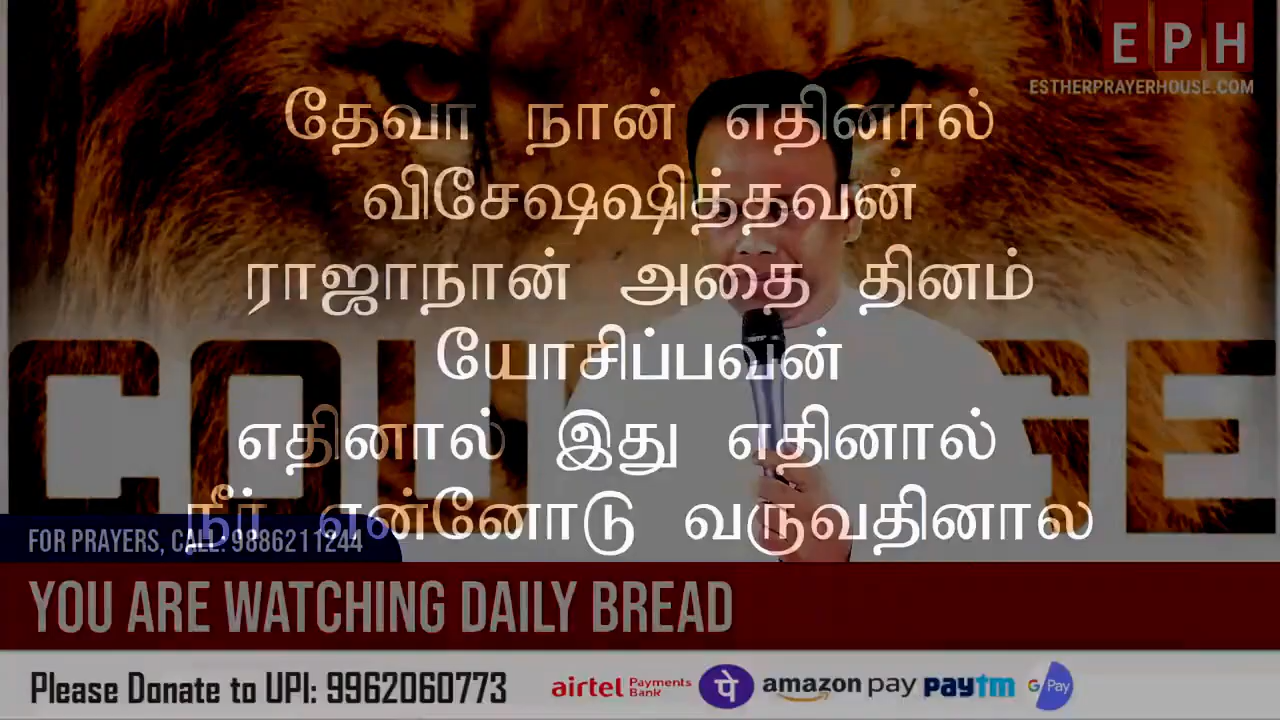 EPH
ESTHERPRAYERHOUSE.COM
தேவா நான் எதினால்
விசேஷஷித்தவன்
ராஜாநான் அதை தினம்
யோசிப்பவன்
எதினால் இது எதினால்
நீர் என்னோடு வருவதினால
FOR PRAYERS, CALL: 9886211244
YOU ARE WATCHING DAILY BREAD
Please Donate to UPI: 9962060773 airtel Payments Bank पे amazon pay paytm G Pay